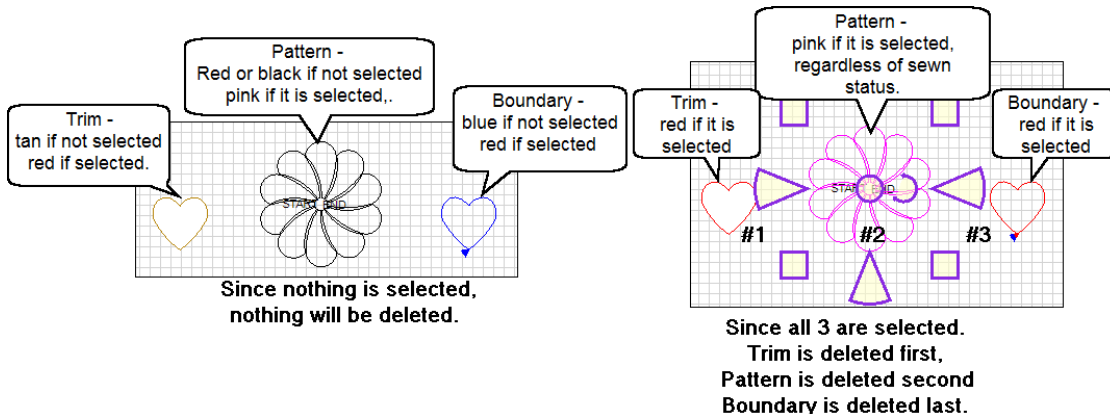 Pattern -
Red or black if not selected
pink if it is selected,.
Trim -
tan if not selected
red if selected.
Boundary -
blue if not selected
red if selected
START END
Since nothing is selected,
nothing will be deleted.
Pattern -
pink if it is selected,
regardless of sewn
status.
Trim -
red if it is
selected
Boundary -
red if it is
selected
START END
#1
#2
#3
Since all 3 are selected.
Trim is deleted first,
Pattern is deleted second
Boundary is deleted last.